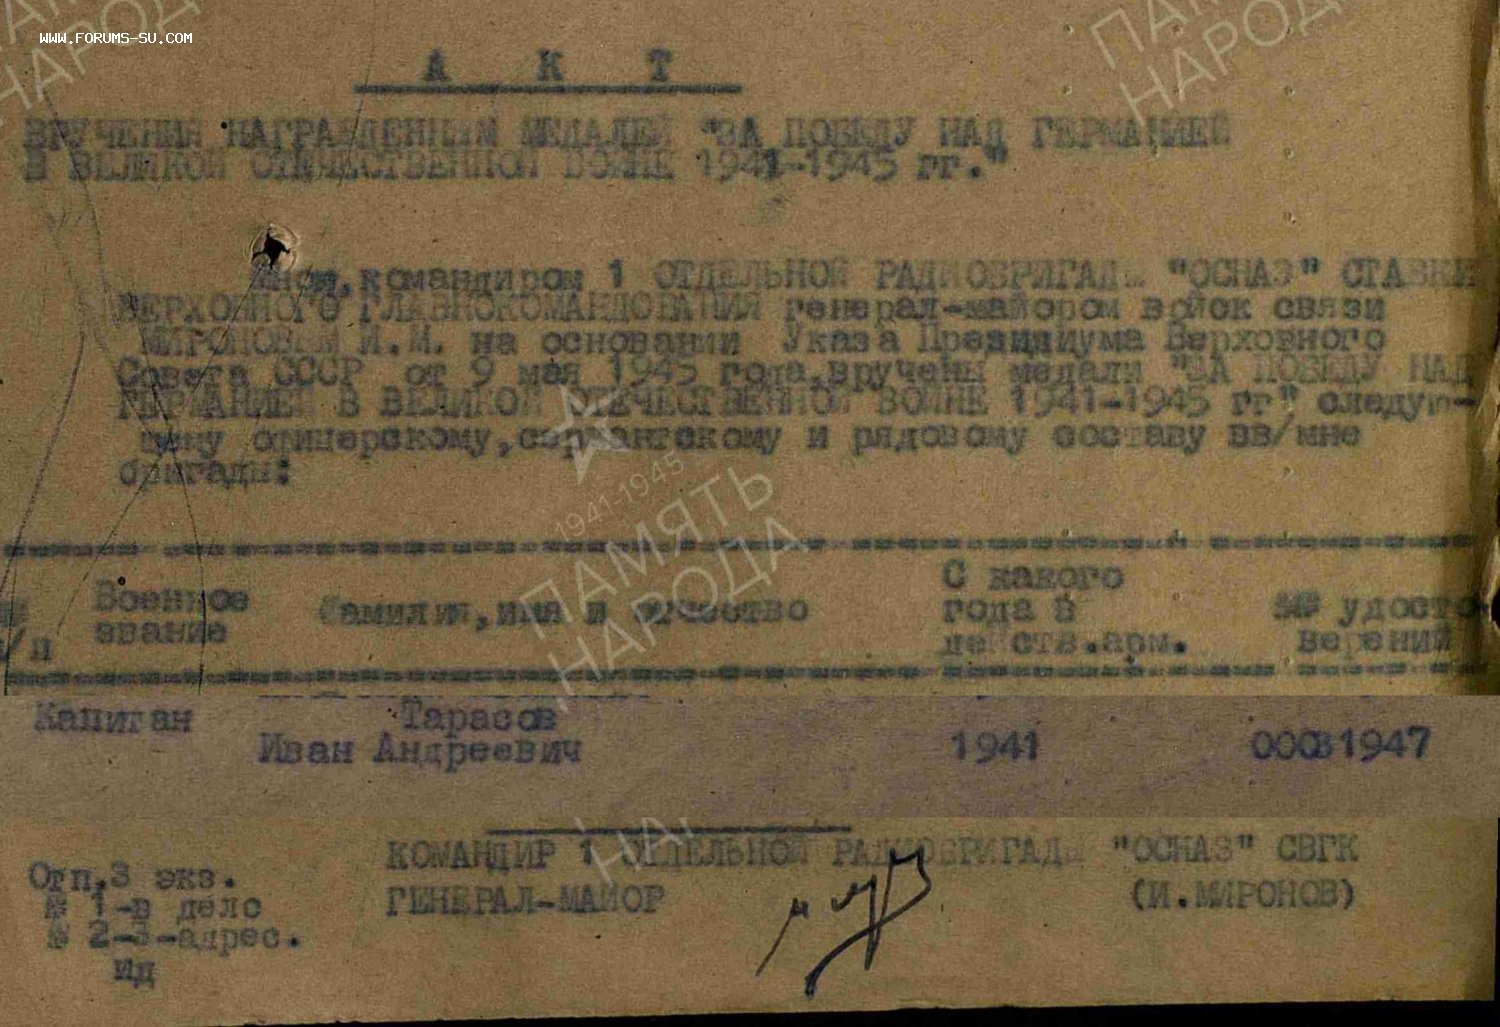 WWW.FORUMS-SU.COM
А К Т
ВРУЧЕНИЯ НАГРАЖДЕННЫМ МЕДАЛЕЙ "ЗА ПОБЕДУ НАД ГЕРМАНИЕЙ
В ВЕЛИКОЙ ОТЕЧЕСТВЕННОЙ ВОЙНЕ 1941-1945 гг."
Мной,командиром 1 ОТДЕЛЬНОЙ РАДИОБРИГАДЫ "ОСНАЗ" СТАВКИ
ВЕРХОВНОГО ГЛАВНОКОМАНДОВАНИЯ генерал-майором войск связи
МИРОНОВЫМ И.М. на основании Указа Президиума Верховного
Совета СССР от 9 мая 1945 года,вручены медали "ЗА ПОБЕДУ НАД
ГЕРМАНИЕЙ В ВЕЛИКОЙ ОТЕЧЕСТВЕННОЙ ВОЙНЕ 1941-1945 гг" следую-
щему офицерскому,сержантскому и рядовому составу вв/мне
бригады:
№ п/п Военное звание Фамилия,имя и отчество С какого года в действ.арм. №№ удостоверений
Капитан Тарасов
Иван Андреевич 1941 0001947
КОМАНДИР 1 ОТДЕЛЬНОЙ РАДИОБРИГАДЫ "ОСНАЗ" СВГК
ГЕНЕРАЛ-МАЙОР (И.МИРОНОВ)
Отп.3 экз.
№ 1-в дело
№ 2-3-адрес.
ид
ПАМЯТЬ
НАРОДА
1941-1945